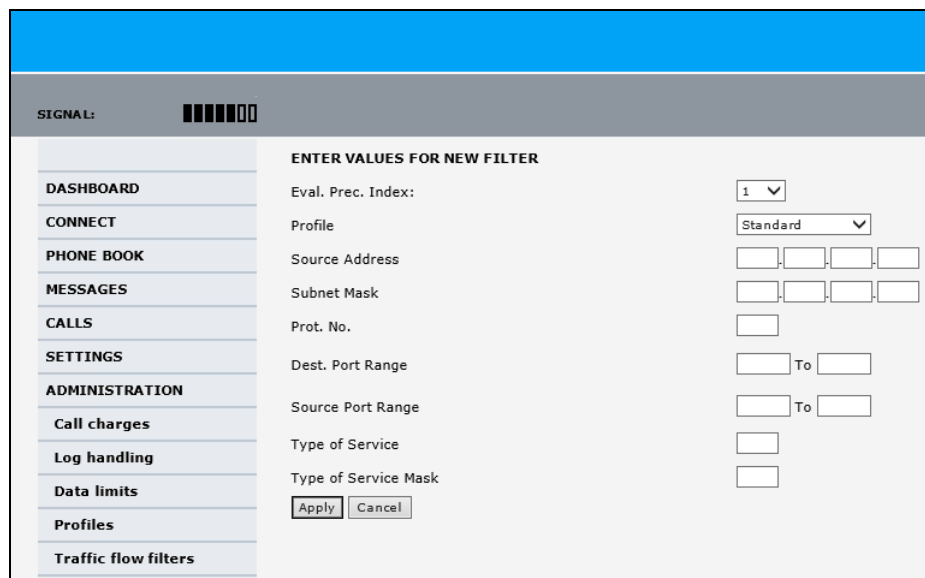 SIGNAL:
DASHBOARD
CONNECT
PHONE BOOK
MESSAGES
CALLS
SETTINGS
ADMINISTRATION
Call charges
Log handling
Data limits
Profiles
Traffic flow filters
ENTER VALUES FOR NEW FILTER
Eval. Prec. Index: 1
Profile Standard
Source Address . . .
Subnet Mask . . .
Prot. No.
Dest. Port Range To
Source Port Range To
Type of Service
Type of Service Mask
Apply Cancel